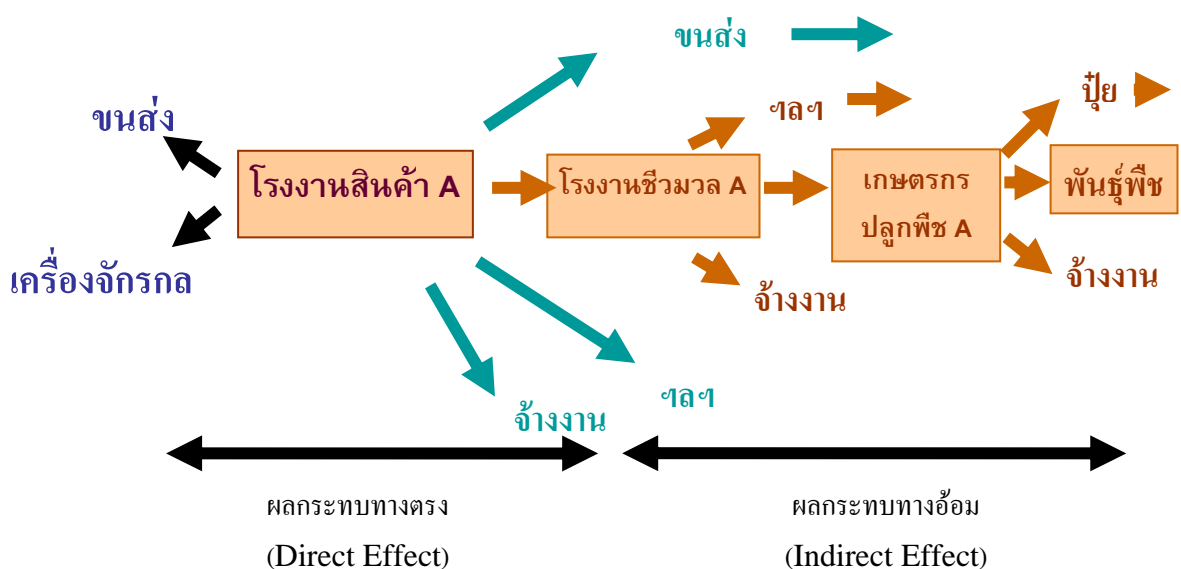 ขนส่ง
ฯลฯ
ปุ๋ย
ขนส่ง
โรงงานสินค้า A
โรงงานชีวมวล A
เกษตรกร
ปลูกพืช A
พันธุ์พืช
เครื่องจักรกล
จ้างงาน
จ้างงาน
ฯลฯ
จ้างงาน
ผลกระทบทางตรง
(Direct Effect)
ผลกระทบทางอ้อม
(Indirect Effect)